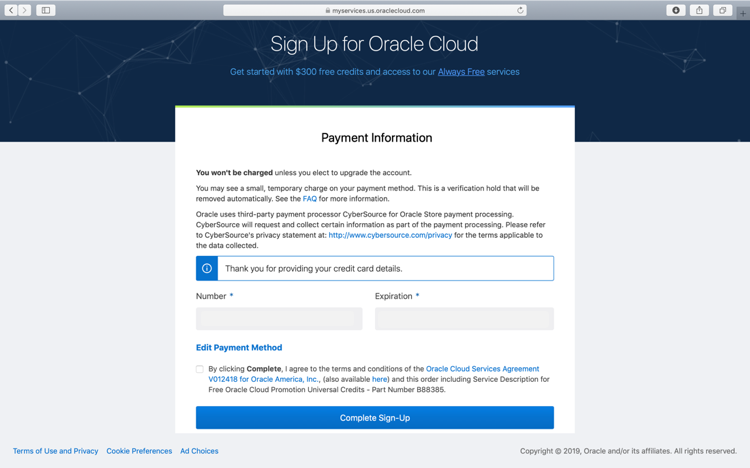 myservices.us.oraclecloud.com
Sign Up for Oracle Cloud
Get started with $300 free credits and access to our Always Free services
Payment Information
You won't be charged unless you elect to upgrade the account.
You may see a small, temporary charge on your payment method. This is a verification hold that will be
removed automatically. See the FAQ for more information.
Oracle uses third-party payment processor CyberSource for Oracle Store payment processing.
CyberSource will request and collect certain information as part of the payment processing. Please refer
to CyberSource's privacy statement at: http://www.cybersource.com/privacy for the terms applicable to
the data collected.
Thank you for providing your credit card details.
Number *
Expiration *
Edit Payment Method
By clicking Complete, I agree to the terms and conditions of the Oracle Cloud Services Agreement
V012418 for Oracle America, Inc., (also available here) and this order including Service Description for
Free Oracle Cloud Promotion Universal Credits - Part Number B88385.
Complete Sign-Up
Terms of Use and Privacy Cookie Preferences Ad Choices
Copyright © 2019, Oracle and/or its affiliates. All rights reserved.